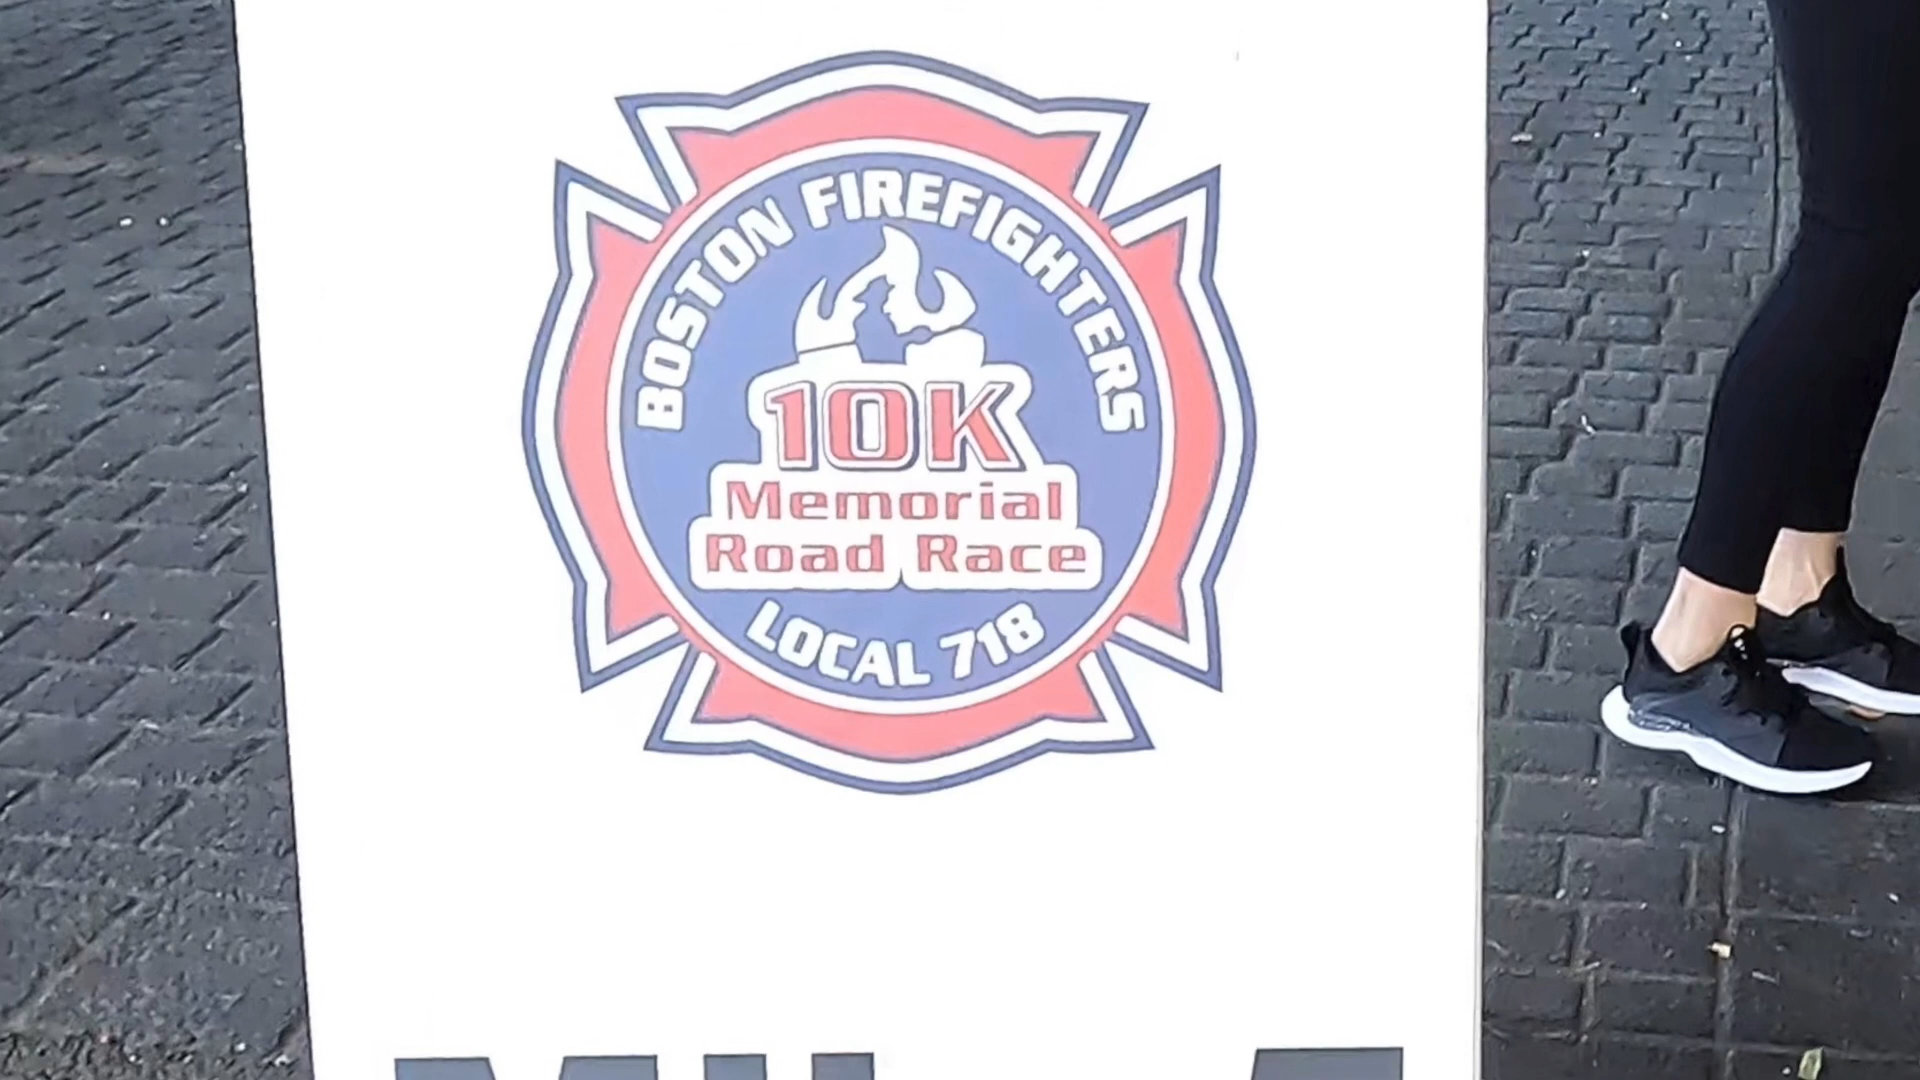 BOSTON FIREFIGHTERS
10K
Memorial
Road Race
LOCAL 718